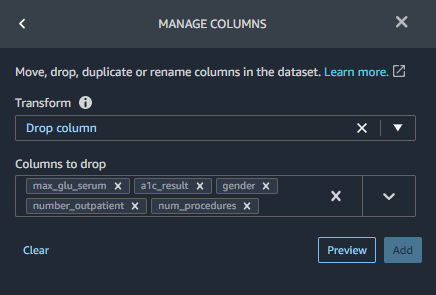 MANAGE COLUMNS
Move, drop, duplicate or rename columns in the dataset. Learn more.
Transform
Drop column
Columns to drop
max_glu_serum a1c_result gender
number_outpatient num_procedures
Clear Preview Add